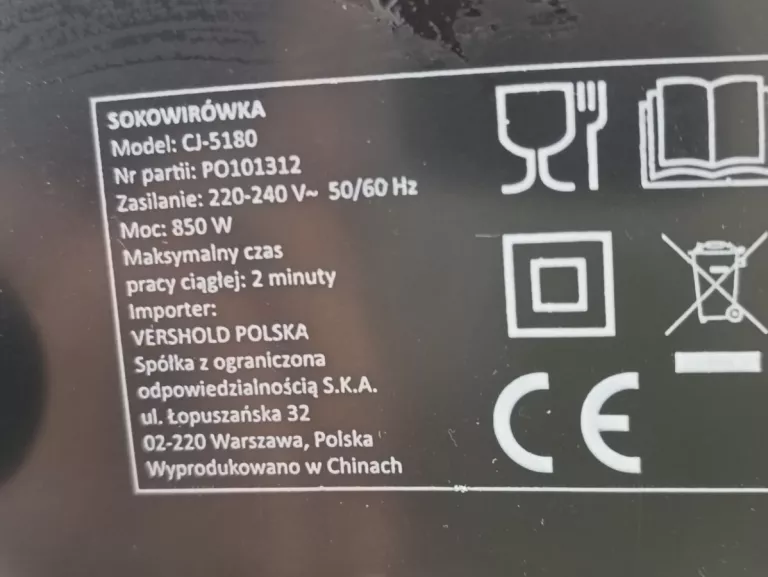 SOKOWIRÓWKA
Model: CJ-5180
Nr partii: PO101312
Zasilanie: 220-240 V~ 50/60 Hz
Moc: 850 W
Maksymalny czas
pracy ciągłej: 2 minuty
Importer:
VERSHOLD POLSKA
Spółka z ograniczona
odpowiedzialnością S.K.A.
ul. Łopuszańska 32
02-220 Warszawa, Polska
Wyprodukowano w Chinach
CE